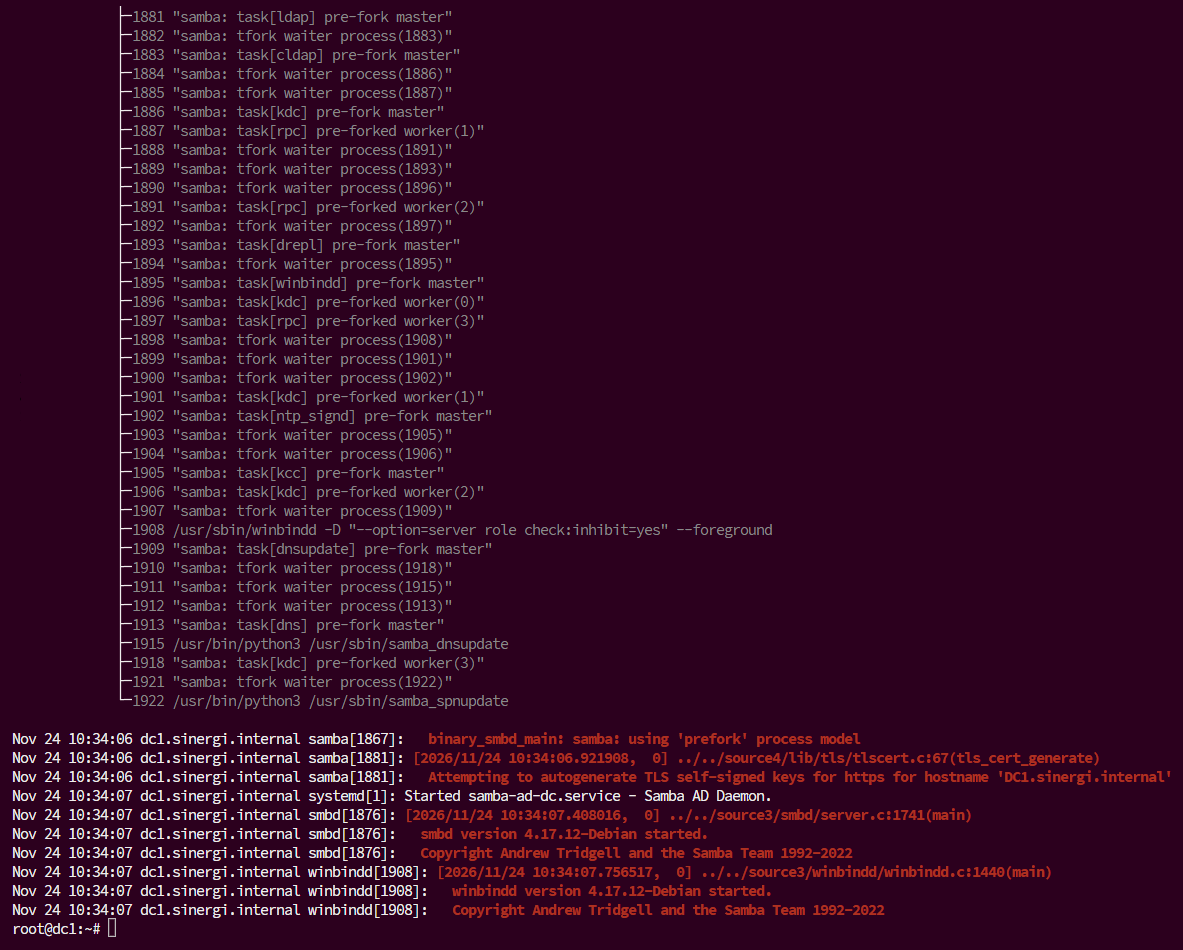 ├─1881 "samba: task[ldap] pre-fork master"
├─1882 "samba: tfork waiter process(1883)"
├─1883 "samba: task[cldap] pre-fork master"
├─1884 "samba: tfork waiter process(1886)"
├─1885 "samba: tfork waiter process(1887)"
├─1886 "samba: task[kdc] pre-fork master"
├─1887 "samba: task[rpc] pre-forked worker(1)"
├─1888 "samba: tfork waiter process(1891)"
├─1889 "samba: tfork waiter process(1893)"
├─1890 "samba: tfork waiter process(1896)"
├─1891 "samba: task[rpc] pre-forked worker(2)"
├─1892 "samba: tfork waiter process(1897)"
├─1893 "samba: task[drepl] pre-fork master"
├─1894 "samba: tfork waiter process(1895)"
├─1895 "samba: task[winbindd] pre-fork master"
├─1896 "samba: task[kdc] pre-forked worker(0)"
├─1897 "samba: task[rpc] pre-forked worker(3)"
├─1898 "samba: tfork waiter process(1908)"
├─1899 "samba: tfork waiter process(1901)"
├─1900 "samba: tfork waiter process(1902)"
├─1901 "samba: task[kdc] pre-forked worker(1)"
├─1902 "samba: task[ntp_signd] pre-fork master"
├─1903 "samba: tfork waiter process(1905)"
├─1904 "samba: tfork waiter process(1906)"
├─1905 "samba: task[kcc] pre-fork master"
├─1906 "samba: task[kdc] pre-forked worker(2)"
├─1907 "samba: tfork waiter process(1909)"
├─1908 /usr/sbin/winbindd -D "--option=server role check:inhibit=yes" --foreground
├─1909 "samba: task[dnsupdate] pre-fork master"
├─1910 "samba: tfork waiter process(1918)"
├─1911 "samba: tfork waiter process(1915)"
├─1912 "samba: tfork waiter process(1913)"
├─1913 "samba: task[dns] pre-fork master"
├─1915 /usr/bin/python3 /usr/sbin/samba_dnsupdate
├─1918 "samba: task[kdc] pre-forked worker(3)"
├─1921 "samba: tfork waiter process(1922)"
└─1922 /usr/bin/python3 /usr/sbin/samba_spnupdate
Nov 24 10:34:06 dc1.sinergi.internal samba[1867]:   binary_smbd_main: samba: using 'prefork' process model
Nov 24 10:34:06 dc1.sinergi.internal samba[1881]: [2026/11/24 10:34:06.921908,  0] ../../source4/lib/tls/tlscert.c:67(tls_cert_generate)
Nov 24 10:34:06 dc1.sinergi.internal samba[1881]:   Attempting to autogenerate TLS self-signed keys for https for hostname 'DC1.sinergi.internal'
Nov 24 10:34:07 dc1.sinergi.internal systemd[1]: Started samba-ad-dc.service - Samba AD Daemon.
Nov 24 10:34:07 dc1.sinergi.internal smbd[1876]: [2026/11/24 10:34:07.408016,  0] ../../source3/smbd/server.c:1741(main)
Nov 24 10:34:07 dc1.sinergi.internal smbd[1876]:   smbd version 4.17.12-Debian started.
Nov 24 10:34:07 dc1.sinergi.internal smbd[1876]:   Copyright Andrew Tridgell and the Samba Team 1992-2022
Nov 24 10:34:07 dc1.sinergi.internal winbindd[1908]: [2026/11/24 10:34:07.756517,  0] ../../source3/winbindd/winbindd.c:1440(main)
Nov 24 10:34:07 dc1.sinergi.internal winbindd[1908]:   winbindd version 4.17.12-Debian started.
Nov 24 10:34:07 dc1.sinergi.internal winbindd[1908]:   Copyright Andrew Tridgell and the Samba Team 1992-2022
root@dc1:~#